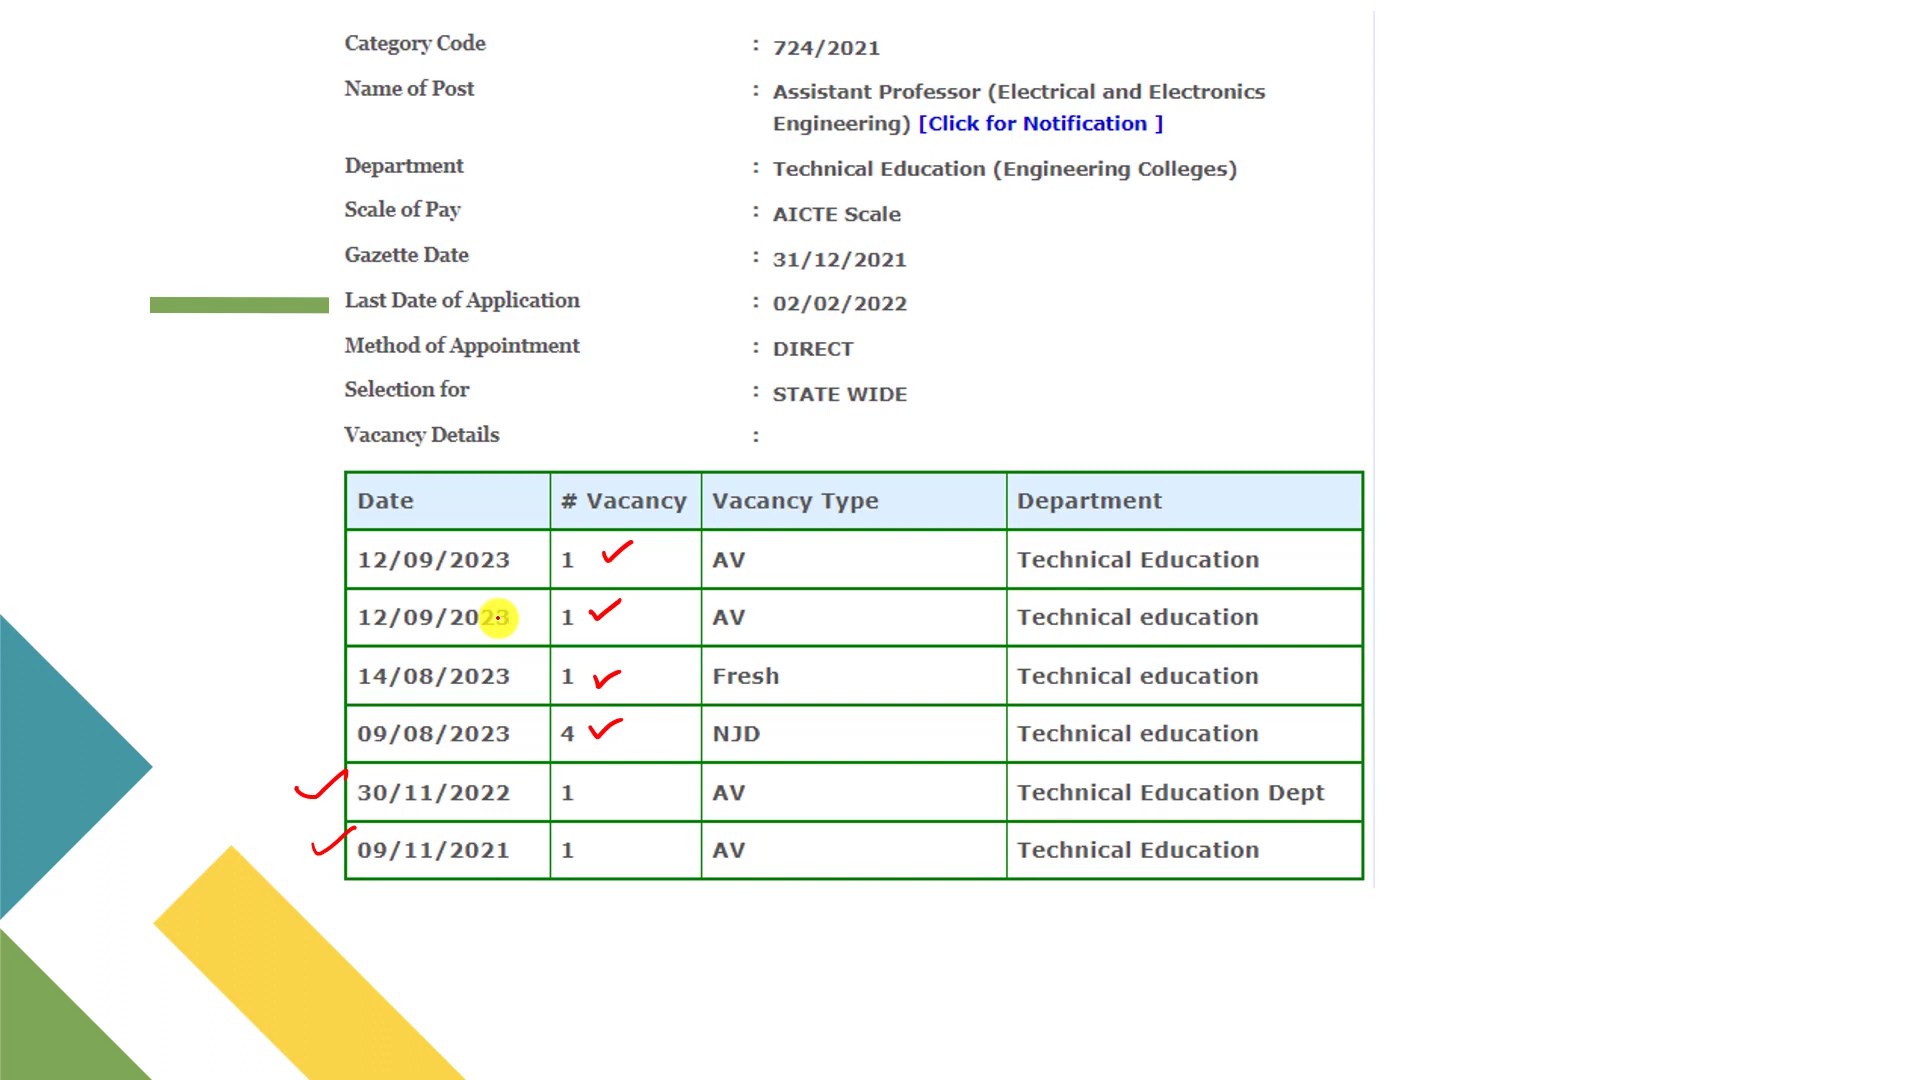 Category Code : 724/2021
Name of Post : Assistant Professor (Electrical and Electronics
Engineering) [Click for Notification ]
Department : Technical Education (Engineering Colleges)
Scale of Pay : AICTE Scale
Gazette Date : 31/12/2021
Last Date of Application : 02/02/2022
Method of Appointment : DIRECT
Selection for : STATE WIDE
Vacancy Details :
Date # Vacancy Vacancy Type Department
12/09/2023 1 AV Technical Education
12/09/2023 1 AV Technical education
14/08/2023 1 Fresh Technical education
09/08/2023 4 NJD Technical education
30/11/2022 1 AV Technical Education Dept
09/11/2021 1 AV Technical Education